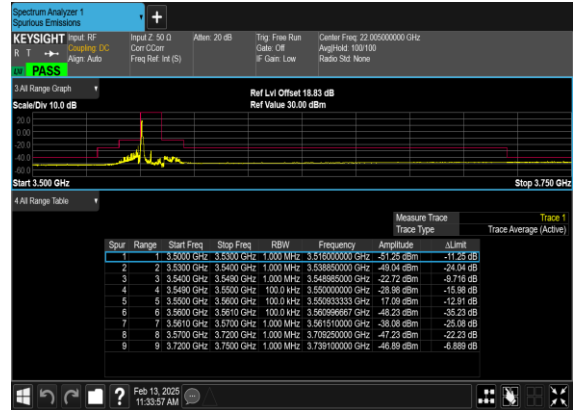 Spectrum Analyzer 1
Spurious Emissions
KEYSIGHT Input: RF Input Z: 50 Ω Atten: 20 dB Trig: Free Run Center Freq: 22.005000000 GHz
R T Coupling: DC Corr CCorr Gate: Off Avg|Hold: 100/100
Align: Auto Freq Ref: Int (S) IF Gain: Low Radio Std: None
PASS
3 All Range Graph
Ref Lvl Offset 18.83 dB
Scale/Div 10.0 dB Ref Value 30.00 dBm
20.0
0.00
-20.0
-40.0
-60.0
Start 3.500 GHz Stop 3.750 GHz
4 All Range Table
Measure Trace Trace 1
Trace Type Trace Average (Active)
Spur Range Start Freq Stop Freq RBW Frequency Amplitude ΔLimit
1 1 3.5000 GHz 3.5300 GHz 1.000 MHz 3.516000000 GHz -51.25 dBm -11.25 dB
2 2 3.5300 GHz 3.5400 GHz 1.000 MHz 3.538850000 GHz -49.04 dBm -24.04 dB
3 3 3.5400 GHz 3.5490 GHz 1.000 MHz 3.548985000 GHz -22.72 dBm -9.716 dB
4 4 3.5490 GHz 3.5500 GHz 100.0 kHz 3.550000000 GHz -28.98 dBm -15.98 dB
5 5 3.5500 GHz 3.5600 GHz 100.0 kHz 3.550933333 GHz 17.09 dBm -12.91 dB
6 6 3.5600 GHz 3.5610 GHz 100.0 kHz 3.560996667 GHz -48.23 dBm -35.23 dB
7 7 3.5610 GHz 3.5700 GHz 1.000 MHz 3.561510000 GHz -38.08 dBm -25.08 dB
8 8 3.5700 GHz 3.7200 GHz 1.000 MHz 3.709250000 GHz -47.23 dBm -22.23 dB
9 9 3.7200 GHz 3.7500 GHz 1.000 MHz 3.739100000 GHz -46.89 dBm -6.889 dB
? Feb 13, 2025
11:33:57 AM